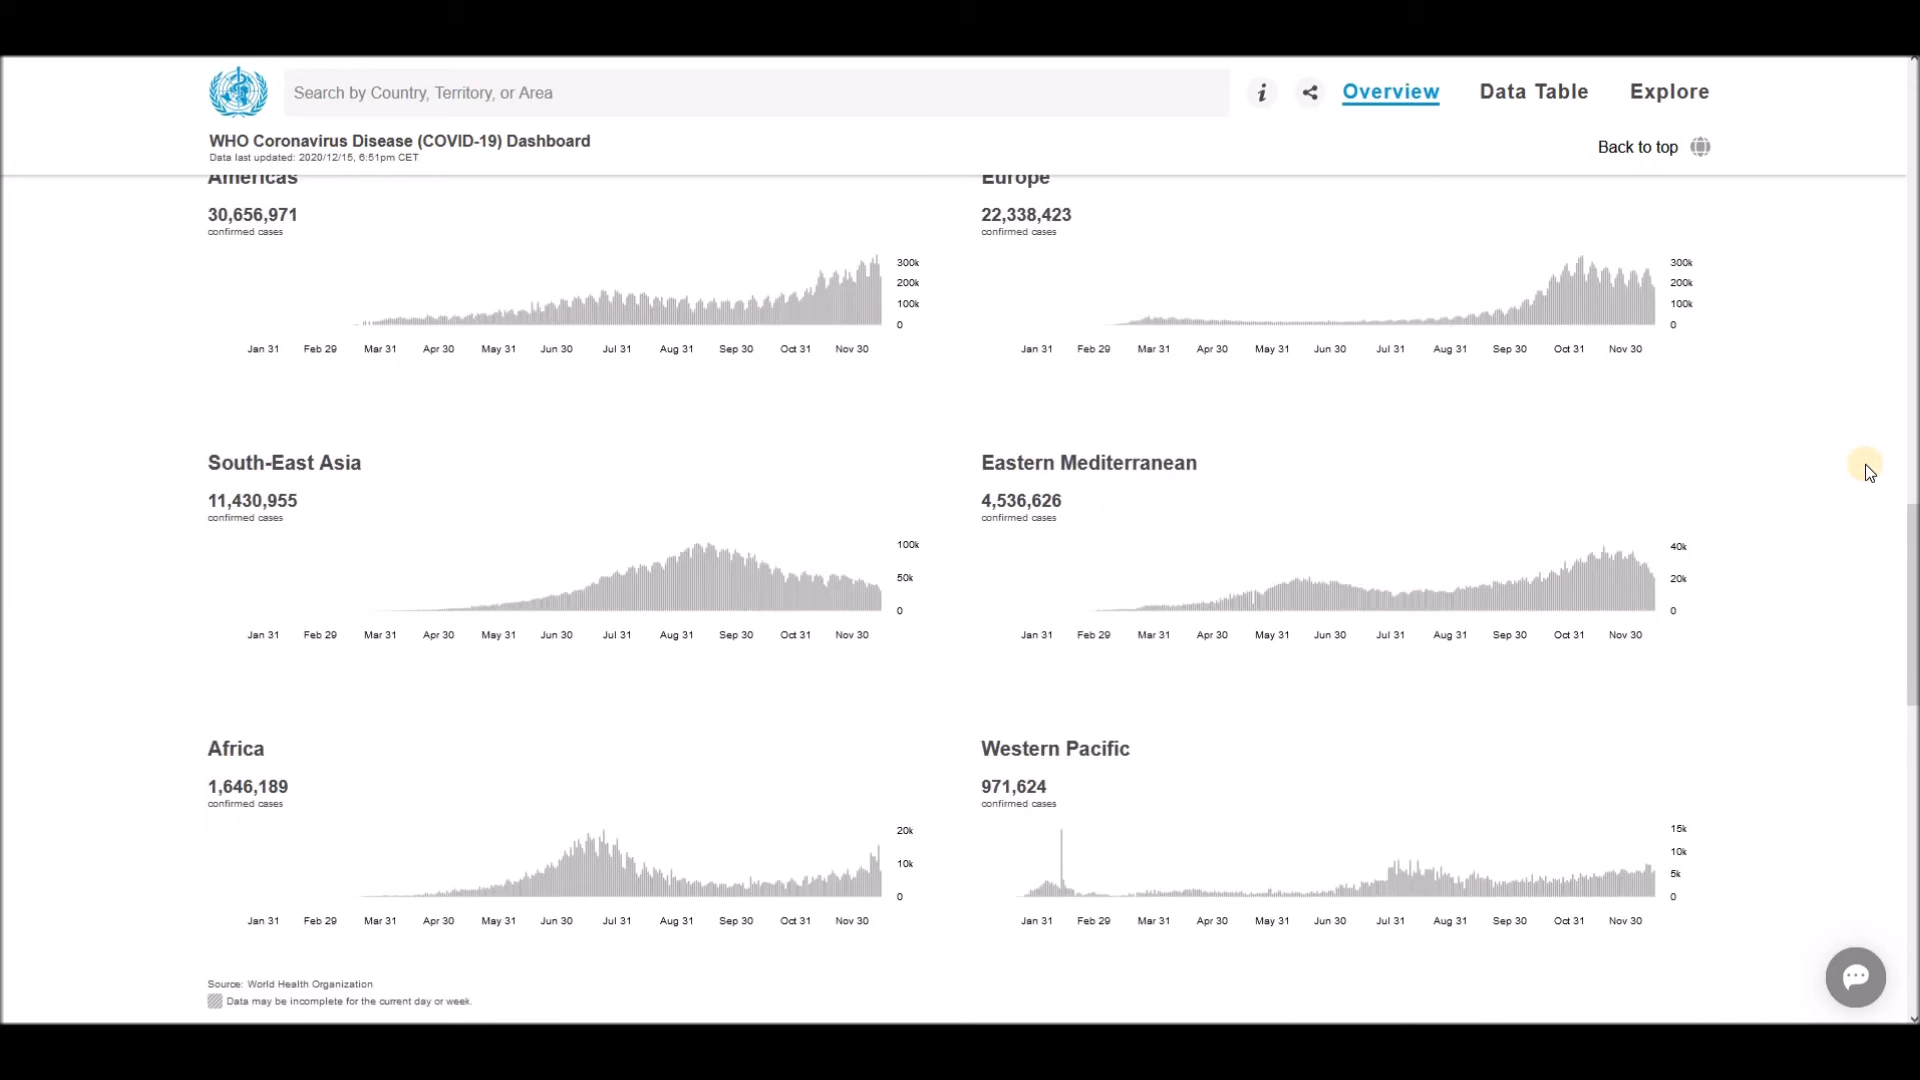 Search by Country, Territory, or Area
i
Overview
Data Table
Explore
WHO Coronavirus Disease (COVID-19) Dashboard
Data last updated: 2020/12/15, 6:51pm CET
Back to top
Americas
30,656,971
confirmed cases
300k
200k
100k
0
Jan 31 Feb 29 Mar 31 Apr 30 May 31 Jun 30 Jul 31 Aug 31 Sep 30 Oct 31 Nov 30
Europe
22,338,423
confirmed cases
300k
200k
100k
0
Jan 31 Feb 29 Mar 31 Apr 30 May 31 Jun 30 Jul 31 Aug 31 Sep 30 Oct 31 Nov 30
South-East Asia
11,430,955
confirmed cases
100k
50k
0
Jan 31 Feb 29 Mar 31 Apr 30 May 31 Jun 30 Jul 31 Aug 31 Sep 30 Oct 31 Nov 30
Eastern Mediterranean
4,536,626
confirmed cases
40k
20k
0
Jan 31 Feb 29 Mar 31 Apr 30 May 31 Jun 30 Jul 31 Aug 31 Sep 30 Oct 31 Nov 30
Africa
1,646,189
confirmed cases
20k
10k
0
Jan 31 Feb 29 Mar 31 Apr 30 May 31 Jun 30 Jul 31 Aug 31 Sep 30 Oct 31 Nov 30
Western Pacific
971,624
confirmed cases
15k
10k
5k
0
Jan 31 Feb 29 Mar 31 Apr 30 May 31 Jun 30 Jul 31 Aug 31 Sep 30 Oct 31 Nov 30
Source: World Health Organization
Data may be incomplete for the current day or week.